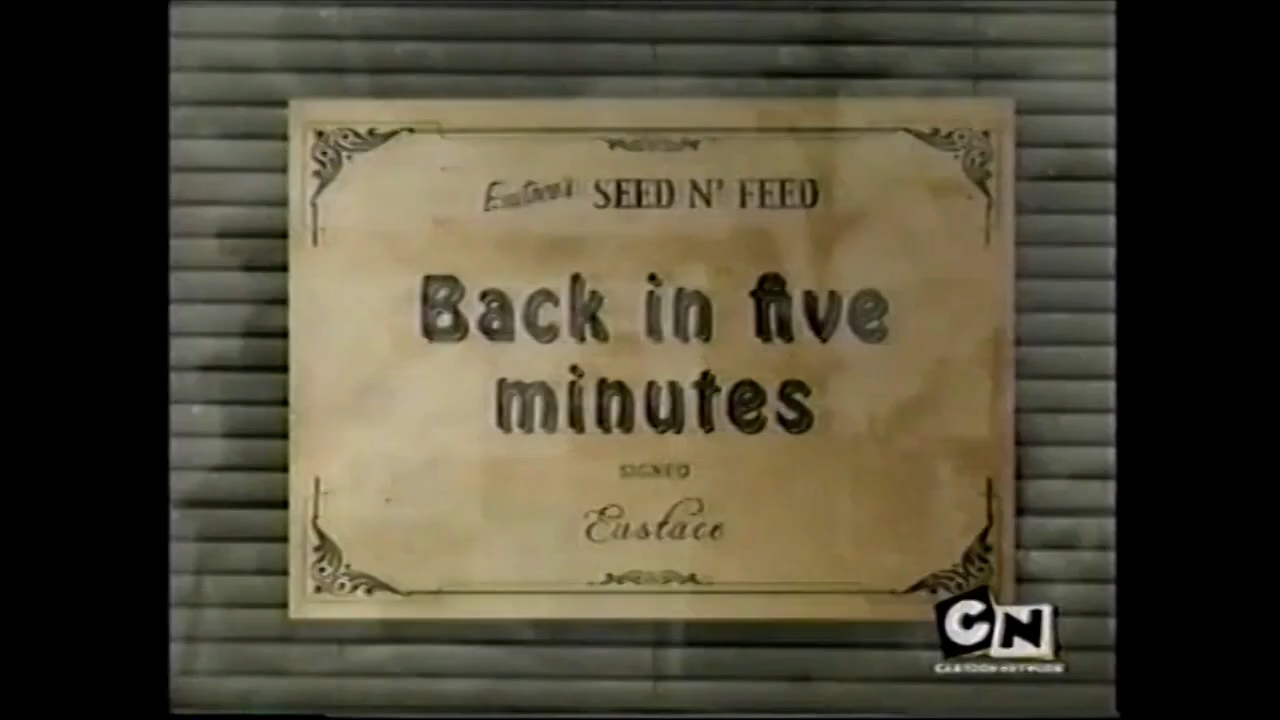 Eustace's SEED N' FEED
Back in five
minutes
SIGNED
Eustace
CN
CARTOON NETWORK